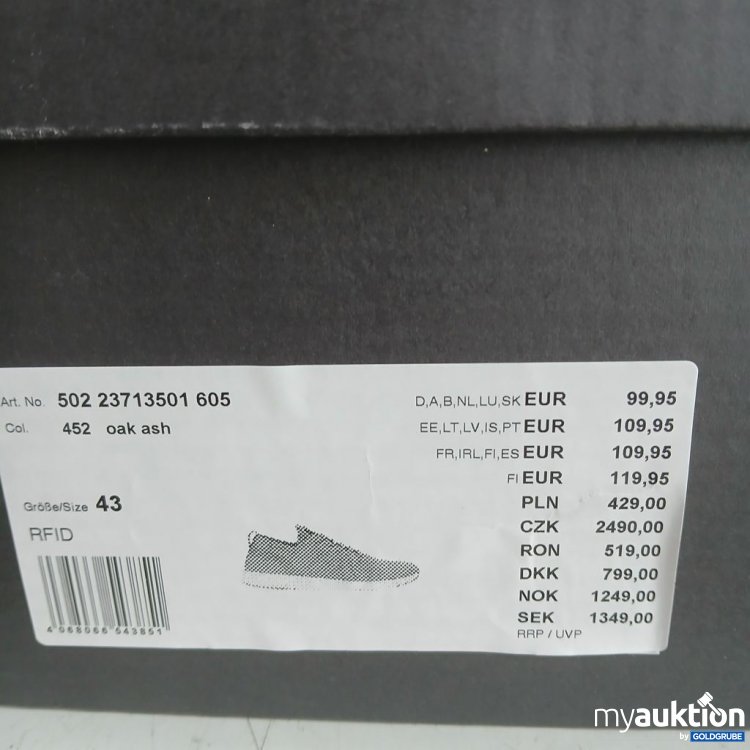 Art. No. 502 23713501 605
Col. 452 oak ash
Größe/Size 43
RFID
4 068066 543851
D,A,B,NL,LU,SK EUR 99,95
EE,LT,LV,IS,PT EUR 109,95
FR,IRL,FI,ES EUR 109,95
FI EUR 119,95
PLN 429,00
CZK 2490,00
RON 519,00
DKK 799,00
NOK 1249,00
SEK 1349,00
RRP / UVP
myauktion
by GOLDGRUBE